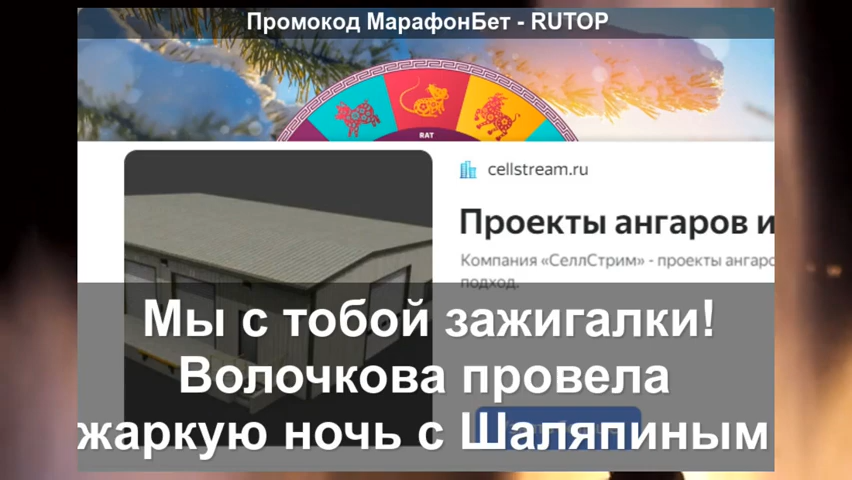 Промокод МарафонБет - RUTOP
RAT
cellstream.ru
Проекты ангаров и
Компания «СеллСтрим» - проекты ангаро
подход.
Мы с тобой зажигалки!
Волочкова провела
жаркую ночь с Шаляпиным